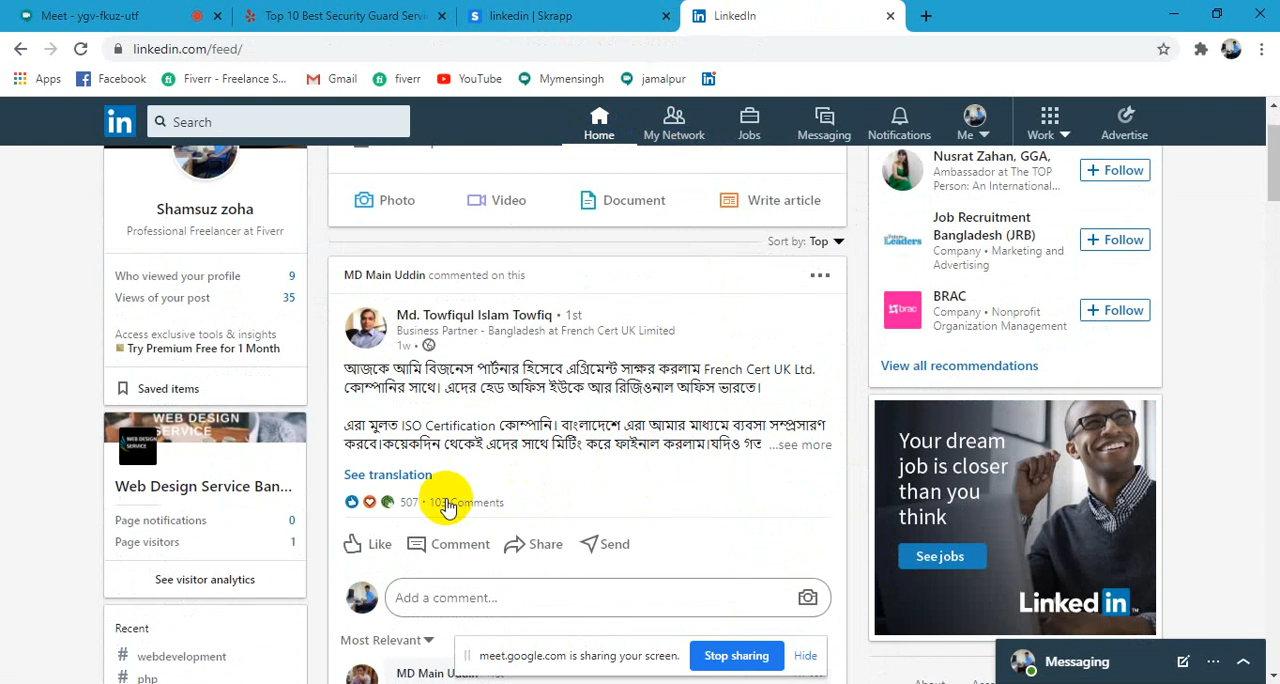 Meet - ygv-fkuz-utf
Top 10 Best Security Guard Servi
linkedin | Skrapp
LinkedIn
linkedin.com/feed/
Apps
Facebook
Fiverr - Freelance S...
Gmail
fiverr
YouTube
Mymensingh
jamalpur
in
Search
Home
My Network
Jobs
Messaging
Notifications
Me
Work
Advertise
Shamsuz zoha
Professional Freelancer at Fiverr
Who viewed your profile 9
Views of your post 35
Access exclusive tools & insights
Try Premium Free for 1 Month
Saved items
WEB DESIGN
SERVICE
Web Design Service Ban...
Page notifications 0
Page visitors 1
See visitor analytics
Recent
# webdevelopment
# php
Photo
Video
Document
Write article
Sort by: Top
MD Main Uddin commented on this
Md. Towfiqul Islam Towfiq • 1st
Business Partner - Bangladesh at French Cert UK Limited
1w •
আজকে আমি বিজনেস পার্টনার হিসেবে এগ্রিমেন্ট সাক্ষর করলাম French Cert UK Ltd.
কোম্পানির সাথে। এদের হেড অফিস ইউকে আর রিজিওনাল অফিস ভারতে।
এরা মুলত ISO Certification কোম্পানি। বাংলাদেশে এরা আমার মাধ্যমে ব্যবসা সম্প্রসারণ
করবে।কয়েকদিন থেকেই এদের সাথে মিটিং করে ফাইনাল করলাম।যদিও গত ...see more
See translation
507 • Comments
Like
Comment
Share
Send
Add a comment...
Most Relevant
MD Main Uddin
meet.google.com is sharing your screen.
Stop sharing
Hide
Nusrat Zahan, GGA,
Ambassador at The TOP
Person: An International...
+ Follow
Job Recruitment
Bangladesh (JRB)
Company • Marketing and
Advertising
+ Follow
BRAC
Company • Nonprofit
Organization Management
+ Follow
brac
View all recommendations
Your dream
job is closer
than you
think
See jobs
Linked in
Messaging